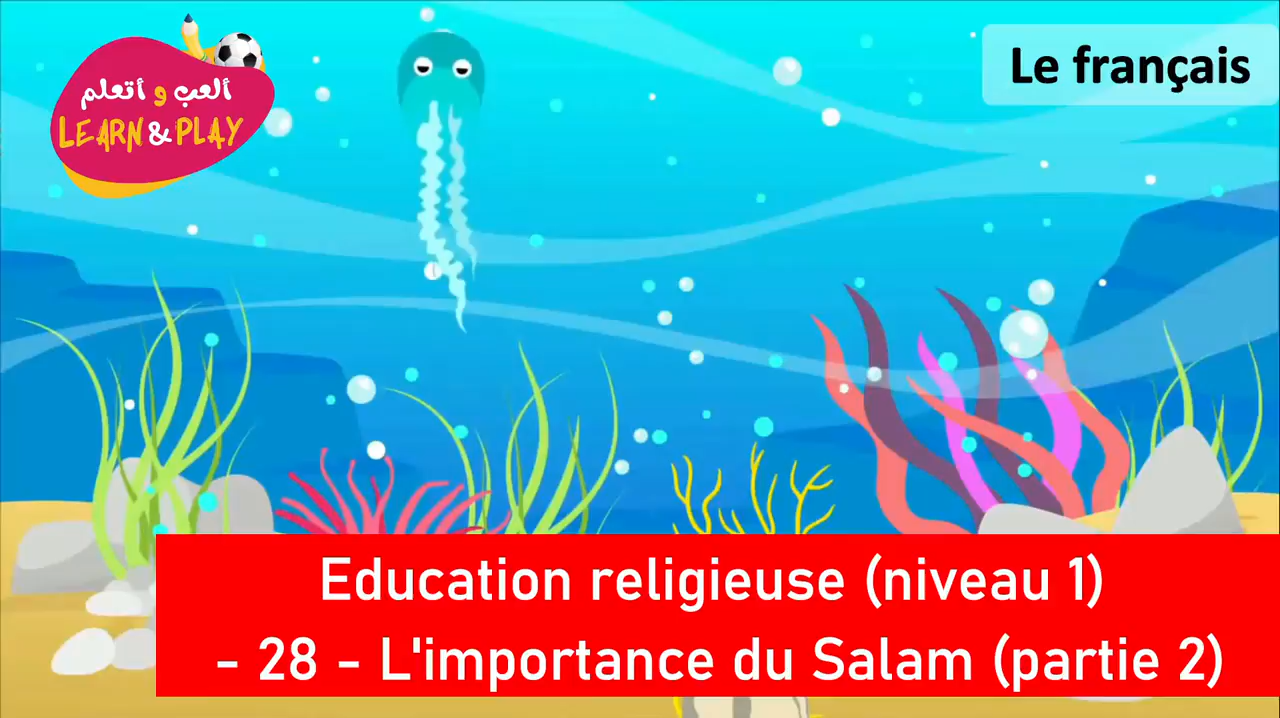 ألعب و أتعلم
LEARN & PLAY
Le français
Education religieuse (niveau 1)
- 28 - L'importance du Salam (partie 2)